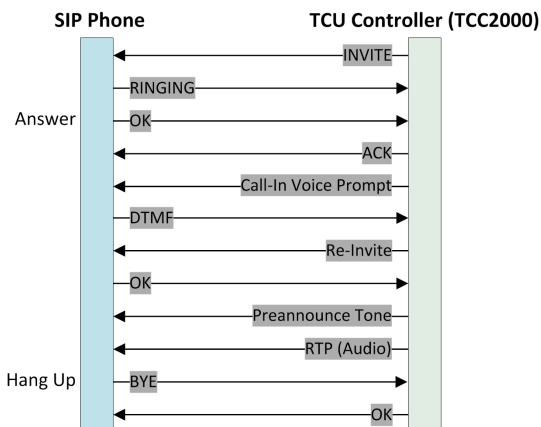 SIP Phone
TCU Controller (TCC2000)
INVITE
RINGING
Answer
OK
ACK
Call-In Voice Prompt
DTMF
Re-Invite
OK
Preannounce Tone
RTP (Audio)
Hang Up
BYE
OK